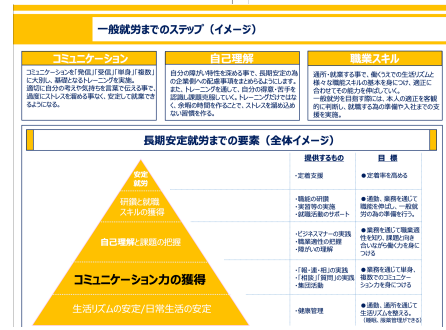 一般就労までのステップ（イメージ）
コミュニケーション
コミュニケーションを「発信」「受信」「単身」「複数」
に大別し、基礎となるトレーニングを実施。
適切に自分の考えや気持ちを言葉で伝える事で、
過度にストレスを溜める事なく、安定して就業でき
るようになる。
自己理解
自分の障がい特性を深める事で、長期安定の為
の企業側への配慮事項をまとめるようにします。
また、トレーニングを通して、自分の得意・苦手を
認識し課題克服していく。トレーニングだけではな
く、余暇の時間を作ることで、ストレスを溜め込め
ない習慣を作る。
職業スキル
通所・就業する事で、働くうえでの生活リズムと
様々な職能スキルの基本を身につけ、適正に
合わせてその能力を伸ばしていく。
一般就労を目指す際には、本人の適正を客観
的に判断し、就職する為の準備や入社までの支
援を実施。
長期安定就労までの要素（全体イメージ）
提供するもの
目 標
安定
就労
・定着支援
●定着率を高める
研鑽と就職
スキルの獲得
・職能の研鑽
・実習等の実施
・就職活動のサポート
●通勤、業務を通じて
職能を伸ばし、一般就
労の為の準備を行う。
自己理解と課題の把握
・ビジネスマナーの実践
・職業適性の把握
・障がいの理解
●業務を通じて職業適
性を知り、課題と向き
合いながら働く力を身に
つける
コミュニケーション力の獲得
・「報・連・相」の実践
・「相談」「質問」の実践
・集団活動
●業務を通じて単身、
複数でのコミュニケー
ション力を身につける
生活リズムの安定/日常生活の安定
・健康管理
●通勤、通所を通じて
生活リズムを整える。
（睡眠、服薬管理ができる）